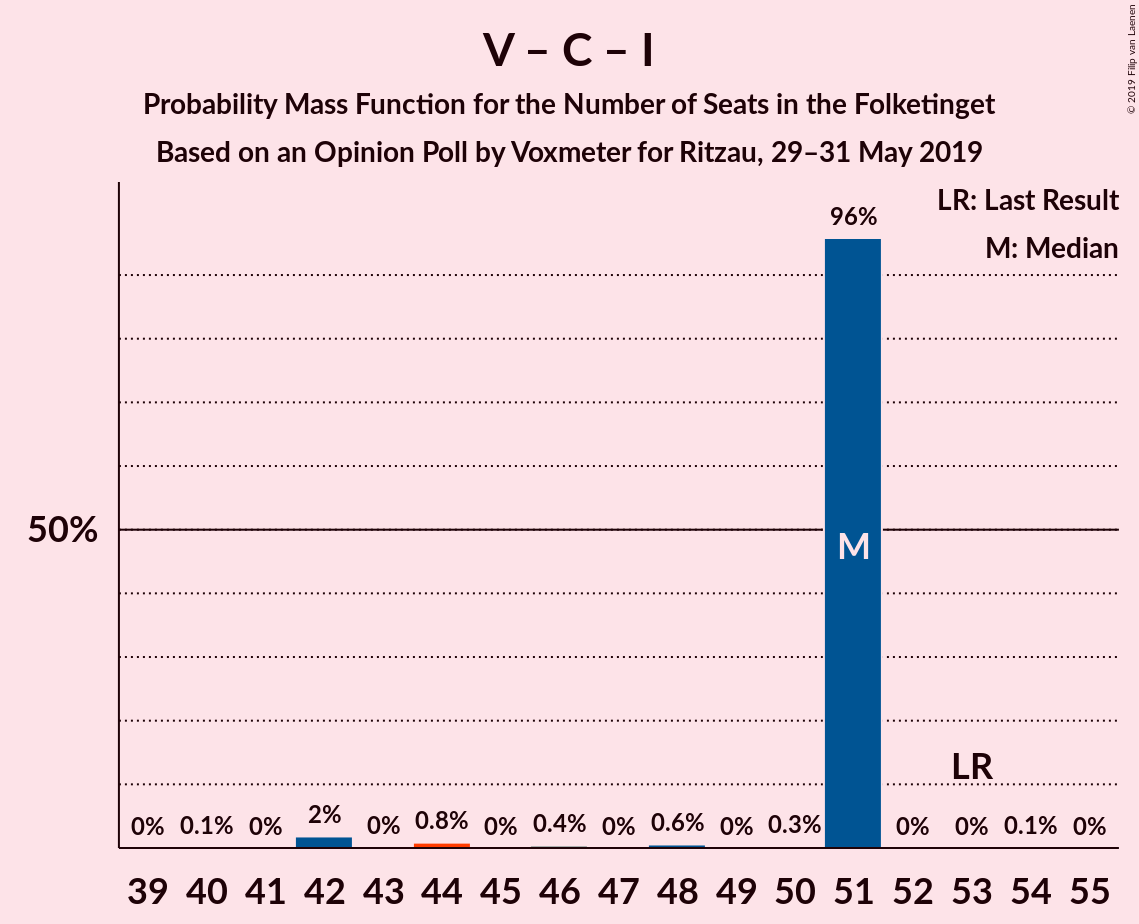 V – C – I
Probability Mass Function for the Number of Seats in the Folketinget
Based on an Opinion Poll by Voxmeter for Ritzau, 29–31 May 2019
© 2019 Filip van Laenen
LR: Last Result
M: Median
96%
50%
M
LR
0% 0.1% 0% 2% 0% 0.8% 0% 0.4% 0% 0.6% 0% 0.3% 0% 0% 0.1% 0%
39 40 41 42 43 44 45 46 47 48 49 50 51 52 53 54 55